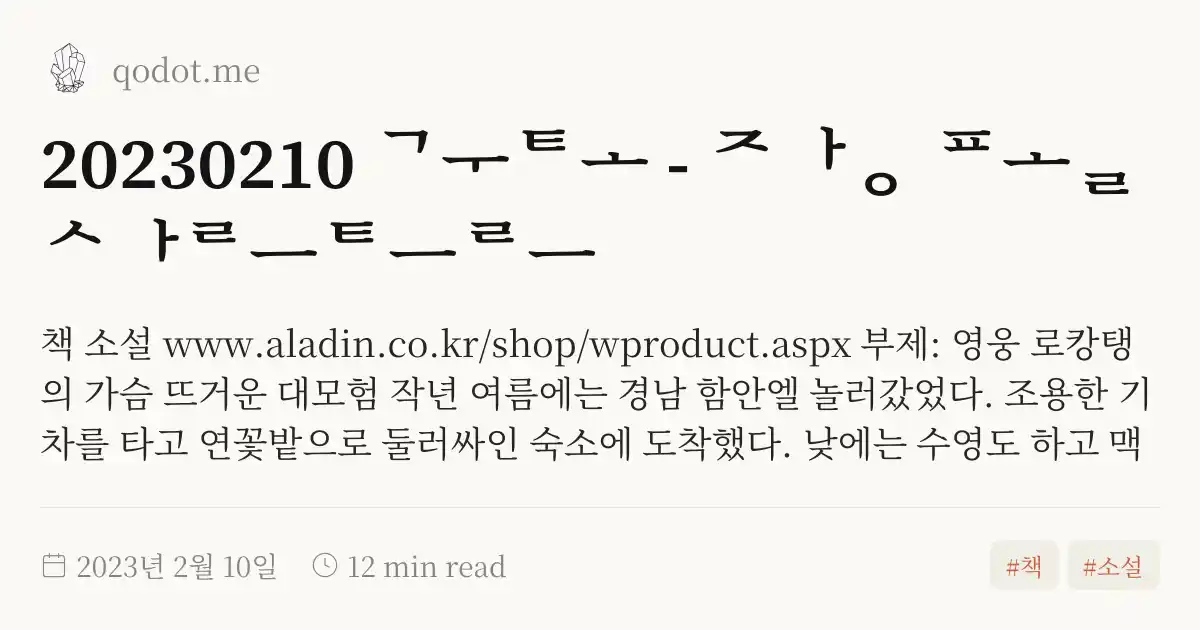 qodot.me
20230210 구토 - 장 폴
사르트르
책 소설 www.aladin.co.kr/shop/wproduct.aspx 부제: 영웅 로캉탱
의 가슴 뜨거운 대모험 작년 여름에는 경남 함안엘 놀러갔었다. 조용한 기
차를 타고 연꽃밭으로 둘러싸인 숙소에 도착했다. 낮에는 수영도 하고 맥
2023년 2월 10일 12 min read #책 #소설